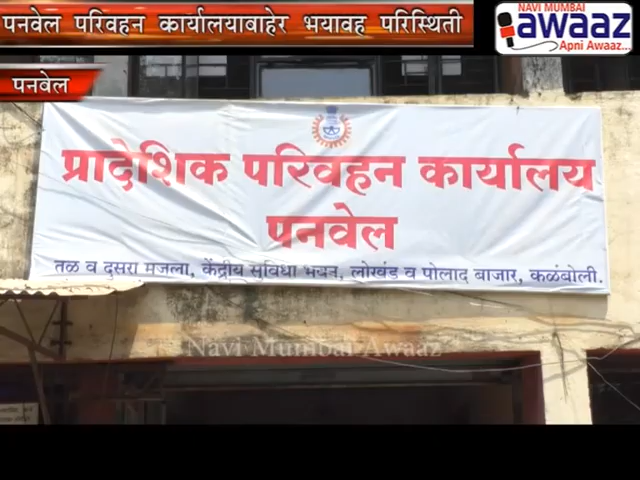 पनवेल परिवहन कार्यालयाबाहेर भयावह परिस्थिती
NAVI MUMBAI
awaaz
Apni Awaaz...
पनवेल
प्रादेशिक परिवहन कार्यालय
पनवेल
तळ व दुसरा मजला, केंद्रीय सुविधा भवन, लोखंड व पोलाद बाजार, कळंबोली.
Navi Mumbai Awaaz